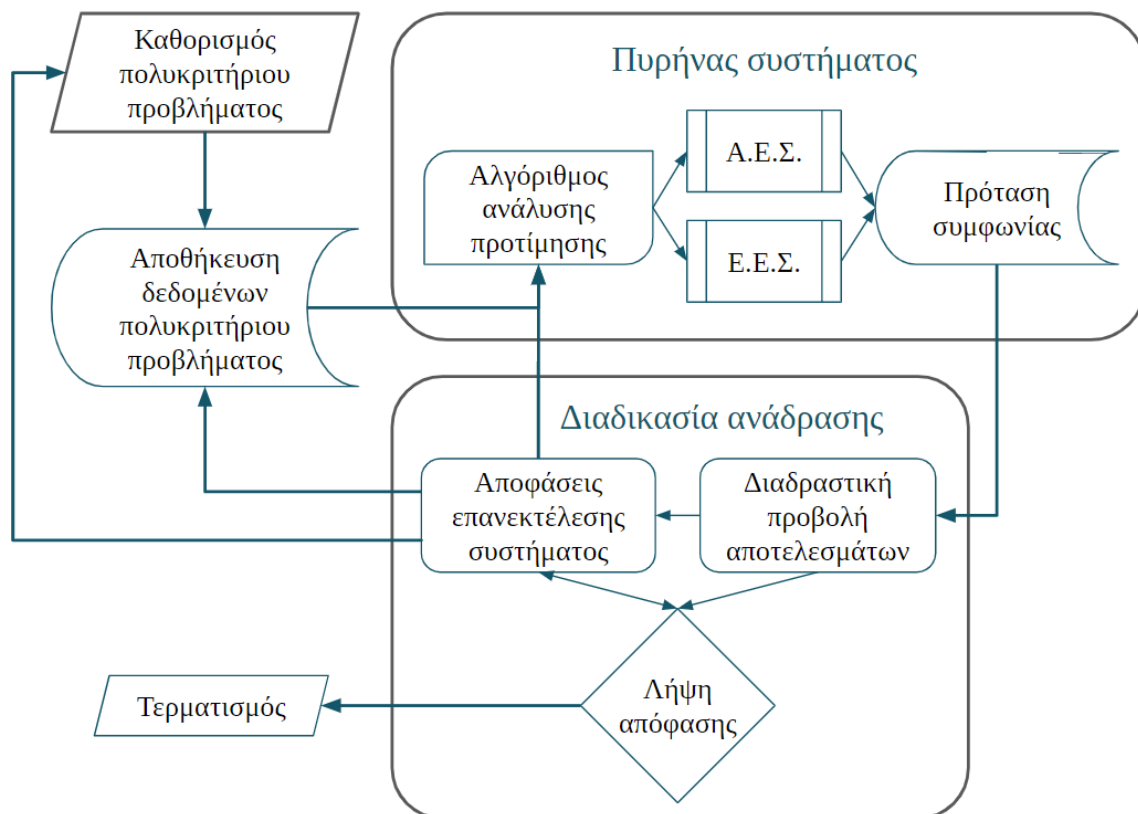 Καθορισμός
πολυκριτήριου
προβλήματος
Πυρήνας συστήματος
Αλγόριθμος
ανάλυσης
προτίμησης
Α.Ε.Σ.
Ε.Ε.Σ.
Πρόταση
συμφωνίας
Αποθήκευση
δεδομένων
πολυκριτήριου
προβλήματος
Διαδικασία ανάδρασης
Αποφάσεις
επανεκτέλεσης
συστήματος
Διαδραστική
προβολή
αποτελεσμάτων
Λήψη
απόφασης
Τερματισμός